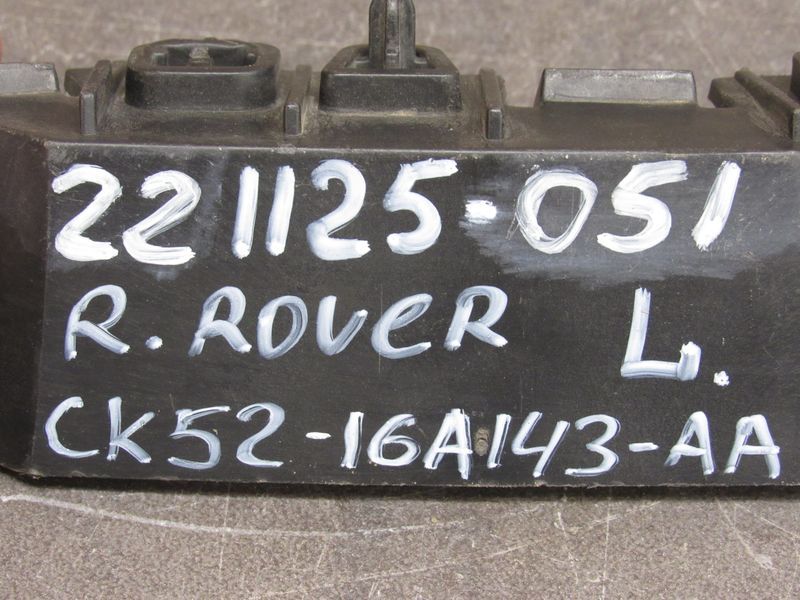 221125-051
R. ROVER L.
CK52-16A143-AA